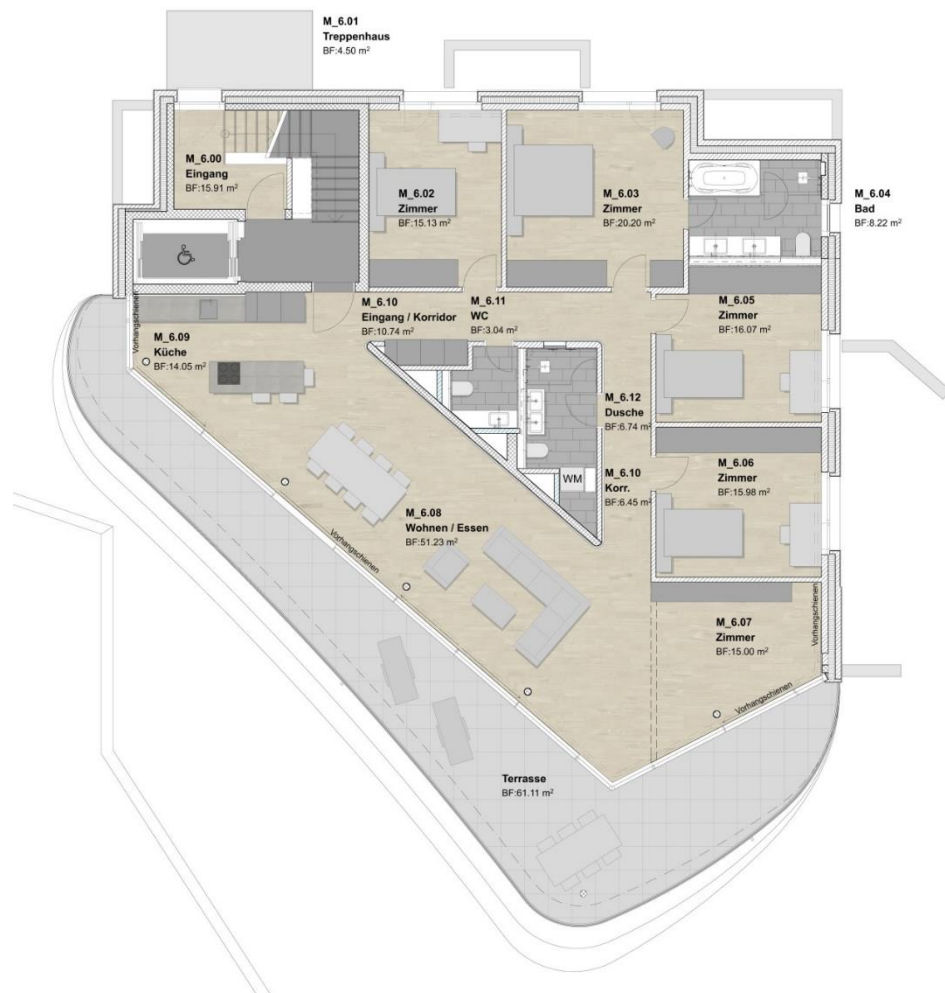 M_6.01
Treppenhaus
BF:4.50 m²
M_6.00
Eingang
BF:15.91 m²
M_6.02
Zimmer
BF:15.13 m²
M_6.03
Zimmer
BF:20.20 m²
M_6.04
Bad
BF:8.22 m²
M_6.10
Eingang / Korridor
BF:10.74 m²
M_6.11
WC
BF:3.04 m²
M_6.05
Zimmer
BF:16.07 m²
Vorhangschienen
M_6.09
Küche
BF:14.05 m²
M_6.12
Dusche
BF:6.74 m²
M_6.06
Zimmer
BF:15.98 m²
WM
M_6.10
Korr.
BF:6.45 m²
M_6.08
Wohnen / Essen
BF:51.23 m²
Vorhangschienen
M_6.07
Zimmer
BF:15.00 m²
Vorhangschienen
Vorhangschienen
Terrasse
BF:61.11 m²